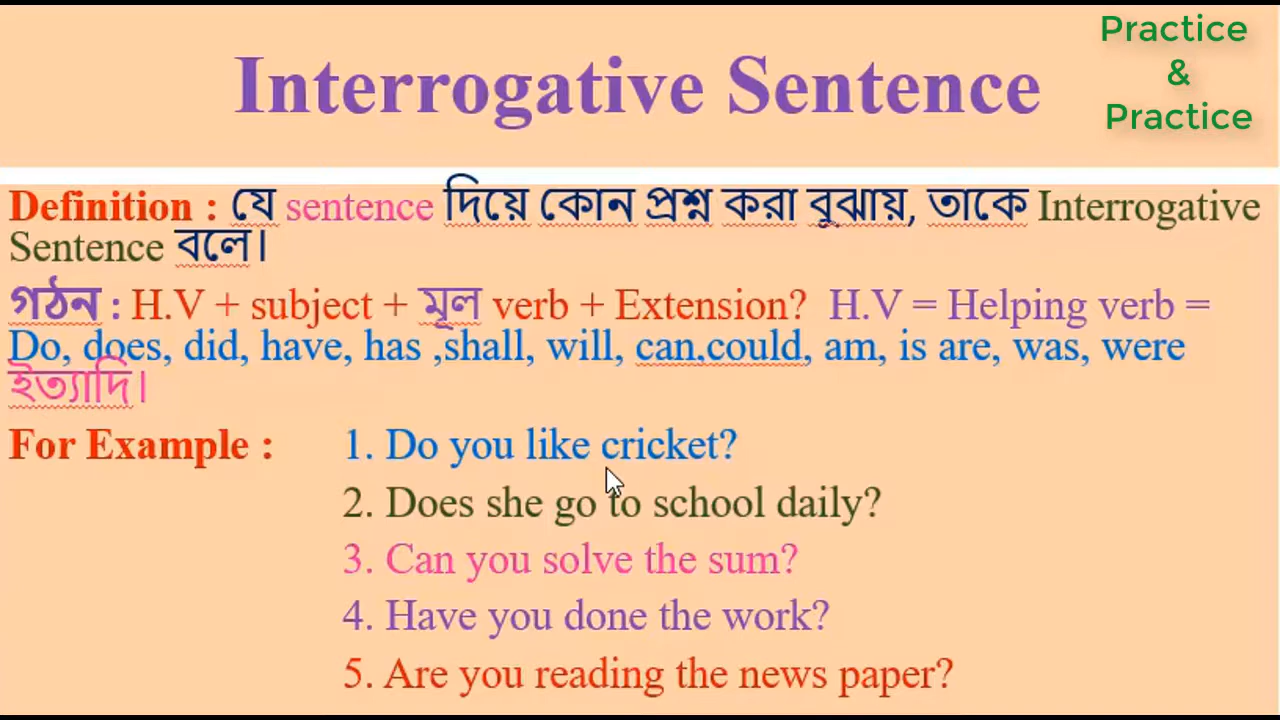 Interrogative Sentence
Practice
&
Practice
Definition : যে sentence দিয়ে কোন প্রশ্ন করা বুঝায়, তাকে Interrogative
Sentence বলে।
গঠন : H.V + subject + মূল verb + Extension? H.V = Helping verb =
Do, does, did, have, has ,shall, will, can,could, am, is are, was, were
ইত্যাদি।
For Example : 1. Do you like cricket?
2. Does she go to school daily?
3. Can you solve the sum?
4. Have you done the work?
5. Are you reading the news paper?